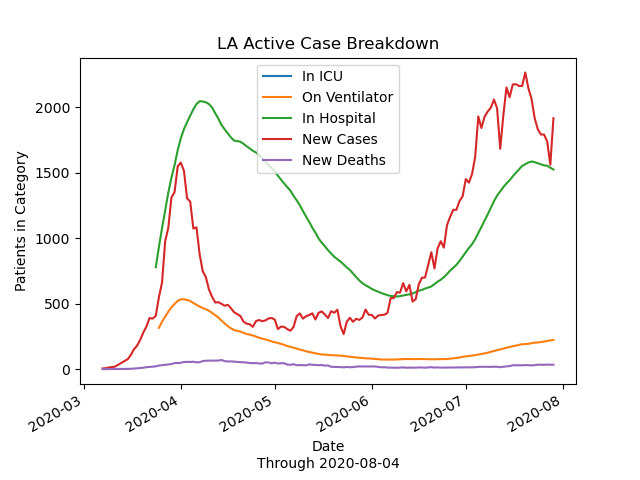 LA Active Case Breakdown
In ICU
On Ventilator
In Hospital
New Cases
New Deaths
Patients in Category
2000
1500
1000
500
0
2020-03
2020-04
2020-05
2020-06
2020-07
2020-08
Date
Through 2020-08-04